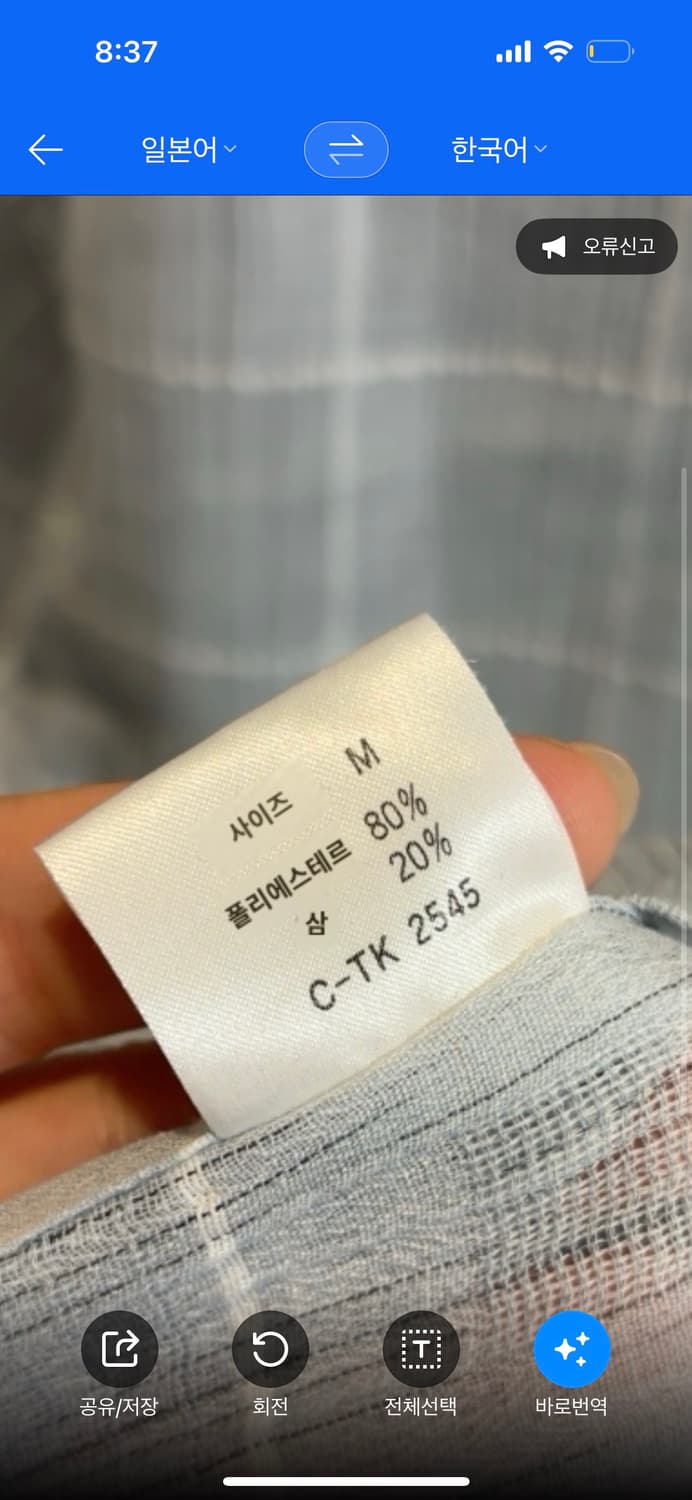 8:37
일본어
한국어
오류신고
사이즈 M
폴리에스테르 80%
삼 20%
C-TK 2545
공유/저장
회전
T 전체선택
바로번역